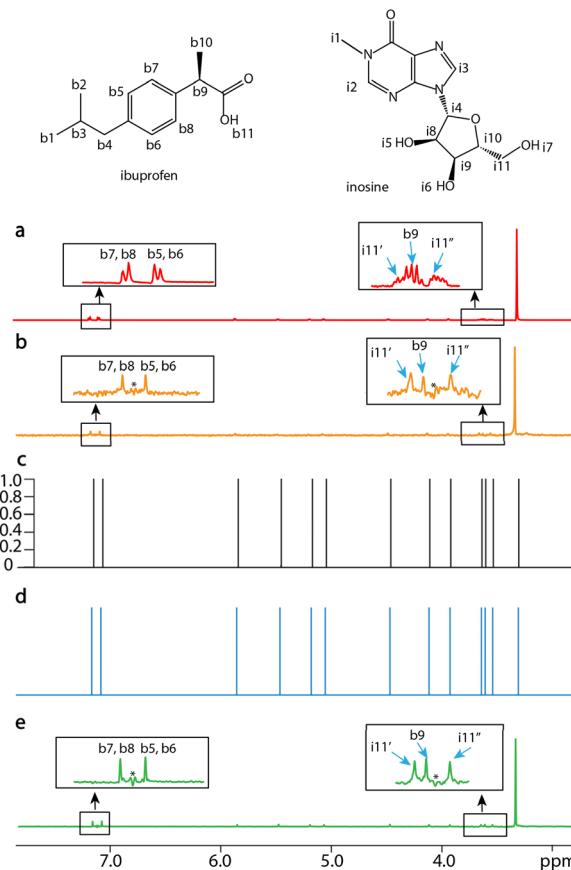 b10
b7
b2
b5
b9
O
b1
b3
b4
b6
b8
OH
b11
ibuprofen
O
i1
N
N
i3
i2
N
N
i4
O
i5 HO
i8
i10
OH i7
i9
i11
i6 HO
inosine
a
b7, b8 b5, b6
b9
i11′ i11″
b
b7, b8 b5, b6
*
b9
i11′ i11″
*
c
1.0
0.8
0.6
0.4
0.2
0
d
e
b7, b8 b5, b6
*
b9
i11′ i11″
*
7.0 6.0 5.0 4.0 ppm